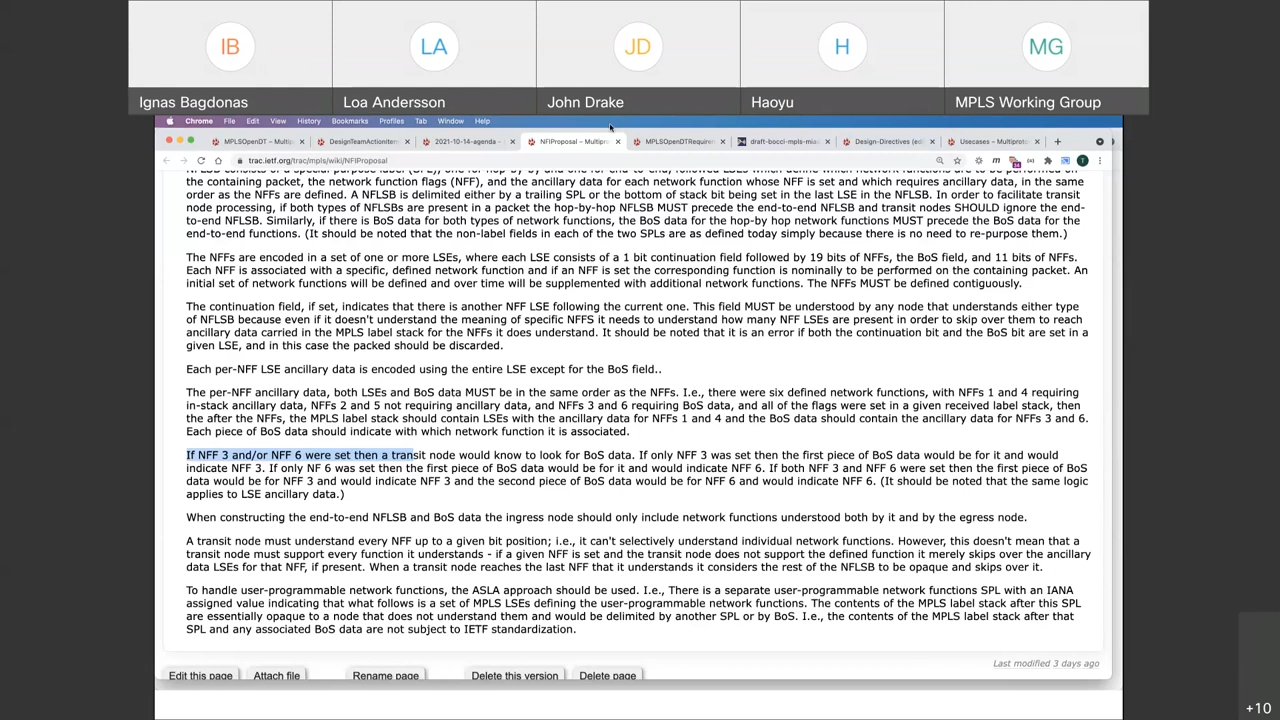 IB
LA
JD
H
MG
Ignas Bagdonas
Loa Andersson
John Drake
Haoyu
MPLS Working Group
Chrome File Edit View History Bookmarks Profiles Tab Window Help
MPLSOpenDT – Multip
DesignTeamActionItem
2021-10-14-agenda –
NFIProposal – Multipro
MPLSOpenDTRequire
draft-bocci-mpls-mia
Design-Directives (edi
Usecases – Multiproto
trac.ietf.org/trac/mpls/wiki/NFIProposal
the containing packet, the network function flags (NFF), and the ancillary data for each network function whose NFF is set and which requires ancillary data, in the same
order as the NFFs are defined. A NFLSB is delimited either by a trailing SPL or the bottom of stack bit being set in the last LSE in the NFLSB. In order to facilitate transit
node processing, if both types of NFLSBs are present in a packet the hop-by-hop NFLSB MUST precede the end-to-end NFLSB and transit nodes SHOULD ignore the end-
to-end NFLSB. Similarly, if there is BoS data for both types of network functions, the BoS data for the hop-by hop network functions MUST precede the BoS data for the
end-to-end functions. (It should be noted that the non-label fields in each of the two SPLs are as defined today simply because there is no need to re-purpose them.)
The NFFs are encoded in a set of one or more LSEs, where each LSE consists of a 1 bit continuation field followed by 19 bits of NFFs, the BoS field, and 11 bits of NFFs.
Each NFF is associated with a specific, defined network function and if an NFF is set the corresponding function is nominally to be performed on the containing packet. An
initial set of network functions will be defined and over time will be supplemented with additional network functions. The NFFs MUST be defined contiguously.
The continuation field, if set, indicates that there is another NFF LSE following the current one. This field MUST be understood by any node that understands either type
of NFLSB because even if it doesn't understand the meaning of specific NFFS it needs to understand how many NFF LSEs are present in order to skip over them to reach
ancillary data carried in the MPLS label stack for the NFFs it does understand. It should be noted that it is an error if both the continuation bit and the BoS bit are set in a
given LSE, and in this case the packed should be discarded.
Each per-NFF LSE ancillary data is encoded using the entire LSE except for the BoS field..
The per-NFF ancillary data, both LSEs and BoS data MUST be in the same order as the NFFs. I.e., there were six defined network functions, with NFFs 1 and 4 requiring
in-stack ancillary data, NFFs 2 and 5 not requiring ancillary data, and NFFs 3 and 6 requiring BoS data, and all of the flags were set in a given received label stack, then
the after the NFFs, the MPLS label stack should contain LSEs with the ancillary data for NFFs 1 and 4 and the BoS data should contain the ancillary data for NFFs 3 and 6.
Each piece of BoS data should indicate with which network function it is associated.
If NFF 3 and/or NFF 6 were set then a transit node would know to look for BoS data. If only NFF 3 was set then the first piece of BoS data would be for it and would
indicate NFF 3. If only NF 6 was set then the first piece of BoS data would be for it and would indicate NFF 6. If both NFF 3 and NFF 6 were set then the first piece of BoS
data would be for NFF 3 and would indicate NFF 3 and the second piece of BoS data would be for NFF 6 and would indicate NFF 6. (It should be noted that the same logic
applies to LSE ancillary data.)
When constructing the end-to-end NFLSB and BoS data the ingress node should only include network functions understood both by it and by the egress node.
A transit node must understand every NFF up to a given bit position; i.e., it can't selectively understand individual network functions. However, this doesn't mean that a
transit node must support every function it understands - if a given NFF is set and the transit node does not support the defined function it merely skips over the ancillary
data LSEs for that NFF, if present. When a transit node reaches the last NFF that it understands it considers the rest of the NFLSB to be opaque and skips over it.
To handle user-programmable network functions, the ASLA approach should be used. I.e., There is a separate user-programmable network functions SPL with an IANA
assigned value indicating that what follows is a set of MPLS LSEs defining the user-programmable network functions. The contents of the MPLS label stack after this SPL
are essentially opaque to a node that does not understand them and would be delimited by another SPL or by BoS. I.e., the contents of the MPLS label stack after that
SPL and any associated BoS data are not subject to IETF standardization.
Last modified 3 days ago
Edit this page
Attach file
Rename page
Delete this version
Delete page
+10